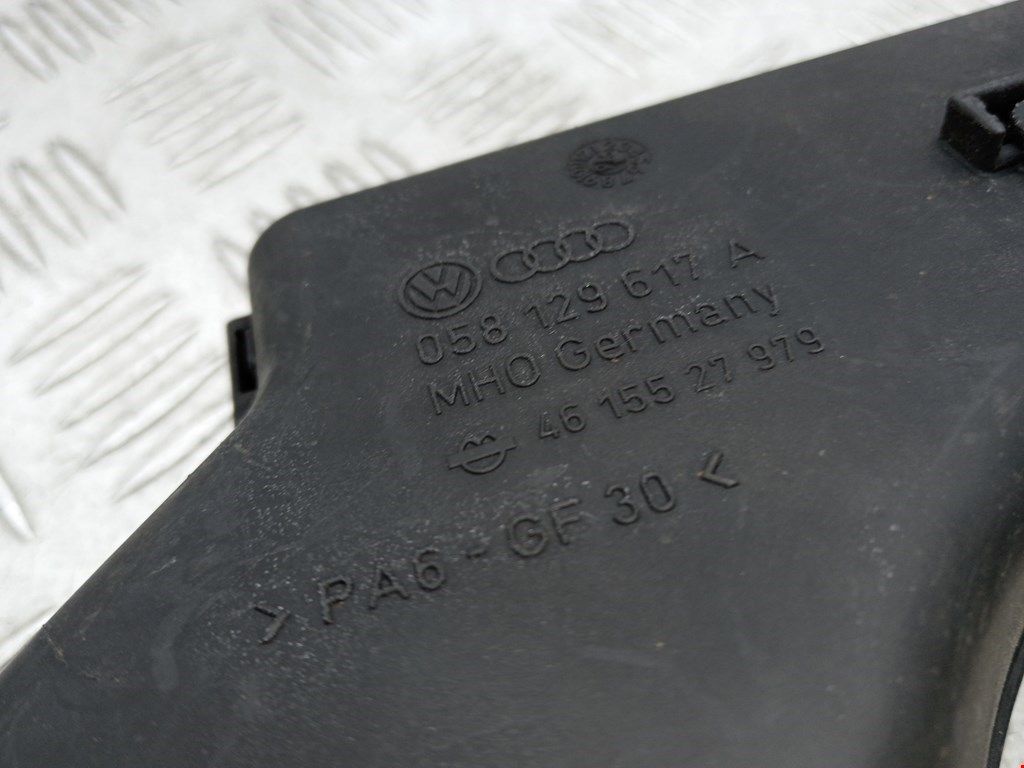 058 129 617 A
MHO Germany
46 155 27 979
> PA6 - GF 30 <